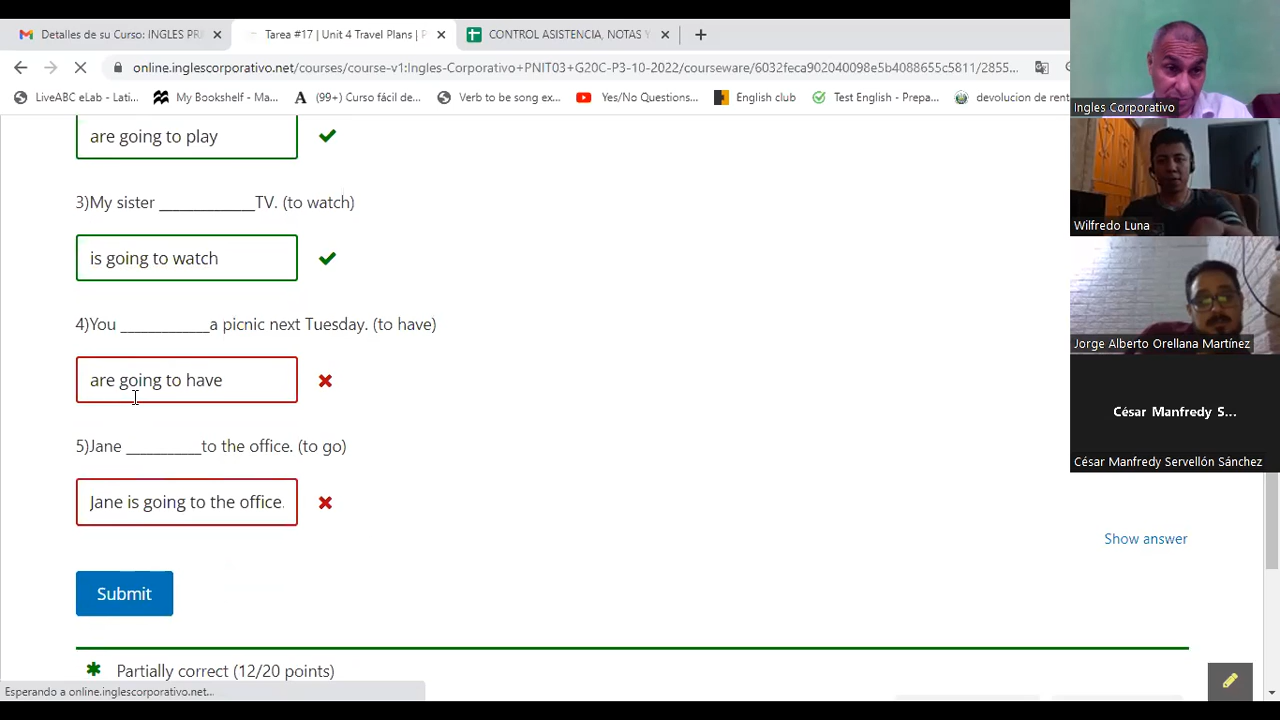 Detalles de su Curso: INGLES PR
Tarea #17 | Unit 4 Travel Plans | P
CONTROL ASISTENCIA, NOTAS Y
online.inglescorporativo.net/courses/course-v1:Ingles-Corporativo+PNIT03+G20C-P3-10-2022/courseware/6032feca902040098e5b4088655c5811/2855...
LiveABC eLab - Lati...
My Bookshelf - Ma...
(99+) Curso fácil de...
Verb to be song ex...
Yes/No Questions...
English club
Test English - Prepa...
devolucion de rent
are going to play
3)My sister ____________TV. (to watch)
is going to watch
4)You ___________a picnic next Tuesday. (to have)
are going to have
5)Jane _________to the office. (to go)
Jane is going to the office.
Show answer
Submit
Partially correct (12/20 points)
Esperando a online.inglescorporativo.net...
Ingles Corporativo
Wilfredo Luna
Jorge Alberto Orellana Martínez
César Manfredy S...
César Manfredy Servellón Sánchez